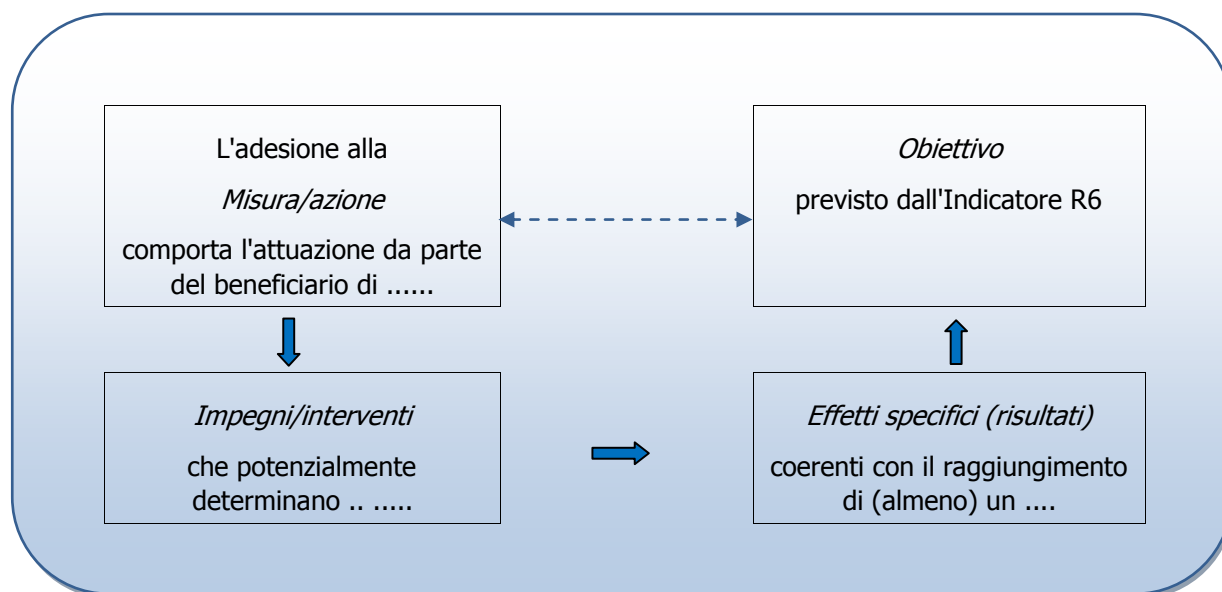 L'adesione alla
Misura/azione
comporta l'attuazione da parte
del beneficiario di ......
Obiettivo
previsto dall'Indicatore R6
Impegni/interventi
che potenzialmente
determinano .. .....
Effetti specifici (risultati)
coerenti con il raggiungimento
di (almeno) un ....